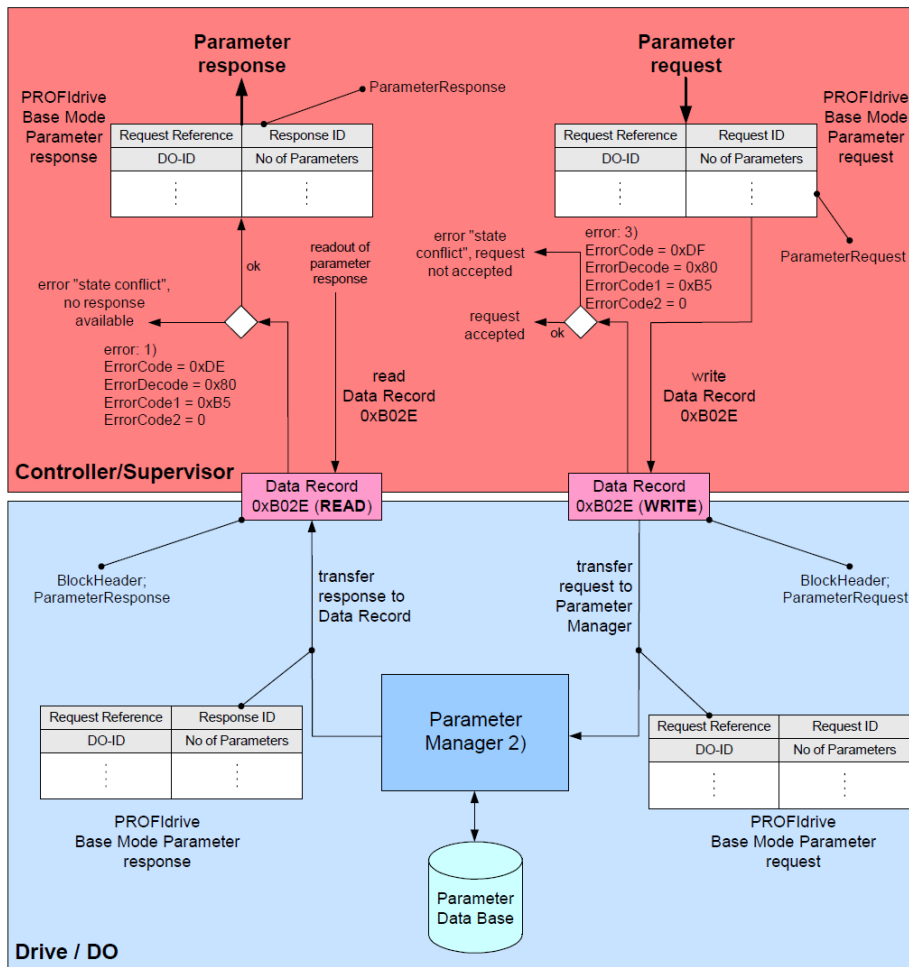 Parameter
response
Parameter
request
PROFIdrive
Base Mode
Parameter
response
ParameterResponse
Request Reference
Response ID
DO-ID
No of Parameters
Request Reference
Request ID
DO-ID
No of Parameters
PROFIdrive
Base Mode
Parameter
request
ParameterRequest
ok
error "state conflict",
no response
available
error: 1)
ErrorCode = 0xDE
ErrorDecode = 0x80
ErrorCode1 = 0xB5
ErrorCode2 = 0
readout of
parameter
response
read
Data Record
0xB02E
error "state
conflict", request
not accepted
error: 3)
ErrorCode = 0xDF
ErrorDecode = 0x80
ErrorCode1 = 0xB5
ErrorCode2 = 0
request
accepted
ok
write
Data Record
0xB02E
Controller/Supervisor
Data Record
0xB02E (READ)
Data Record
0xB02E (WRITE)
BlockHeader;
ParameterResponse
transfer
response to
Data Record
transfer
request to
Parameter
Manager
BlockHeader;
ParameterRequest
Request Reference
Response ID
DO-ID
No of Parameters
PROFIdrive
Base Mode Parameter
response
Parameter
Manager 2)
Request Reference
Request ID
DO-ID
No of Parameters
PROFIdrive
Base Mode Parameter
request
Parameter
Data Base
Drive / DO